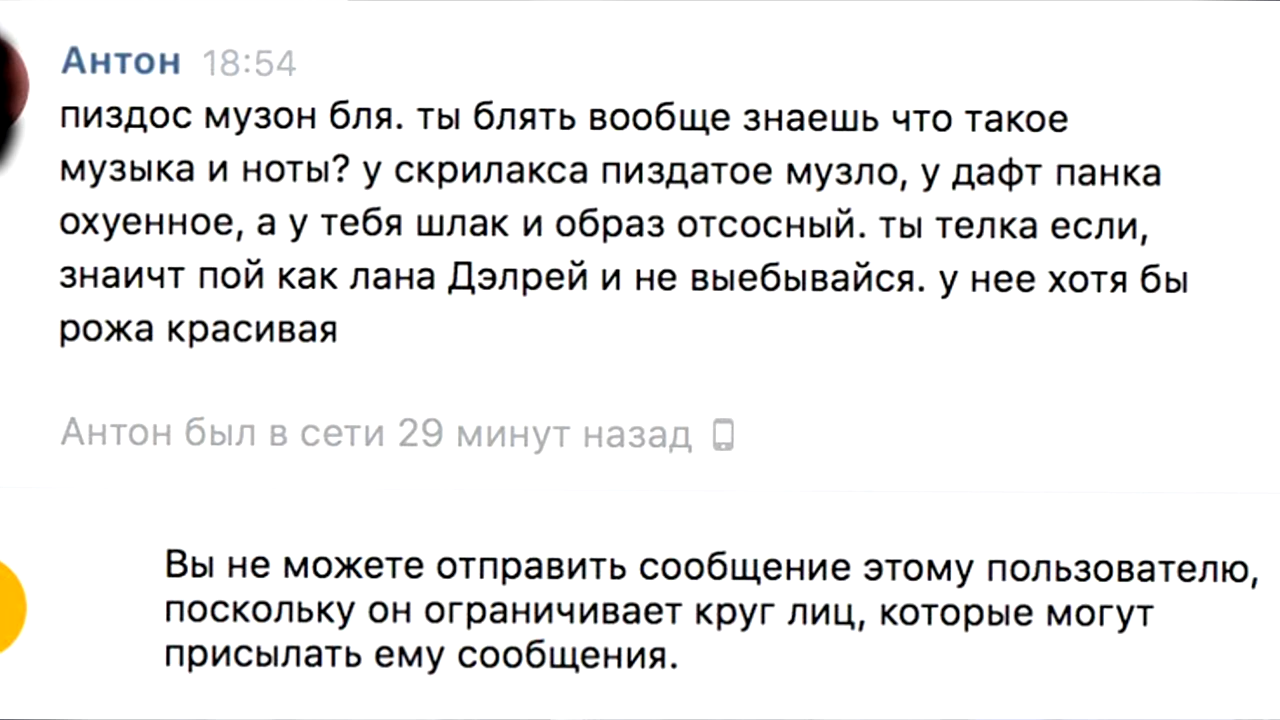 Антон 18:54
пиздос музон бля. ты блять вообще знаешь что такое
музыка и ноты? у скрилакса пиздатое музло, у дафт панка
охуенное, а у тебя шлак и образ отсосный. ты телка если,
знаичт пой как лана Дэлрей и не выебывайся. у нее хотя бы
рожа красивая
Антон был в сети 29 минут назад
Вы не можете отправить сообщение этому пользователю,
поскольку он ограничивает круг лиц, которые могут
присылать ему сообщения.